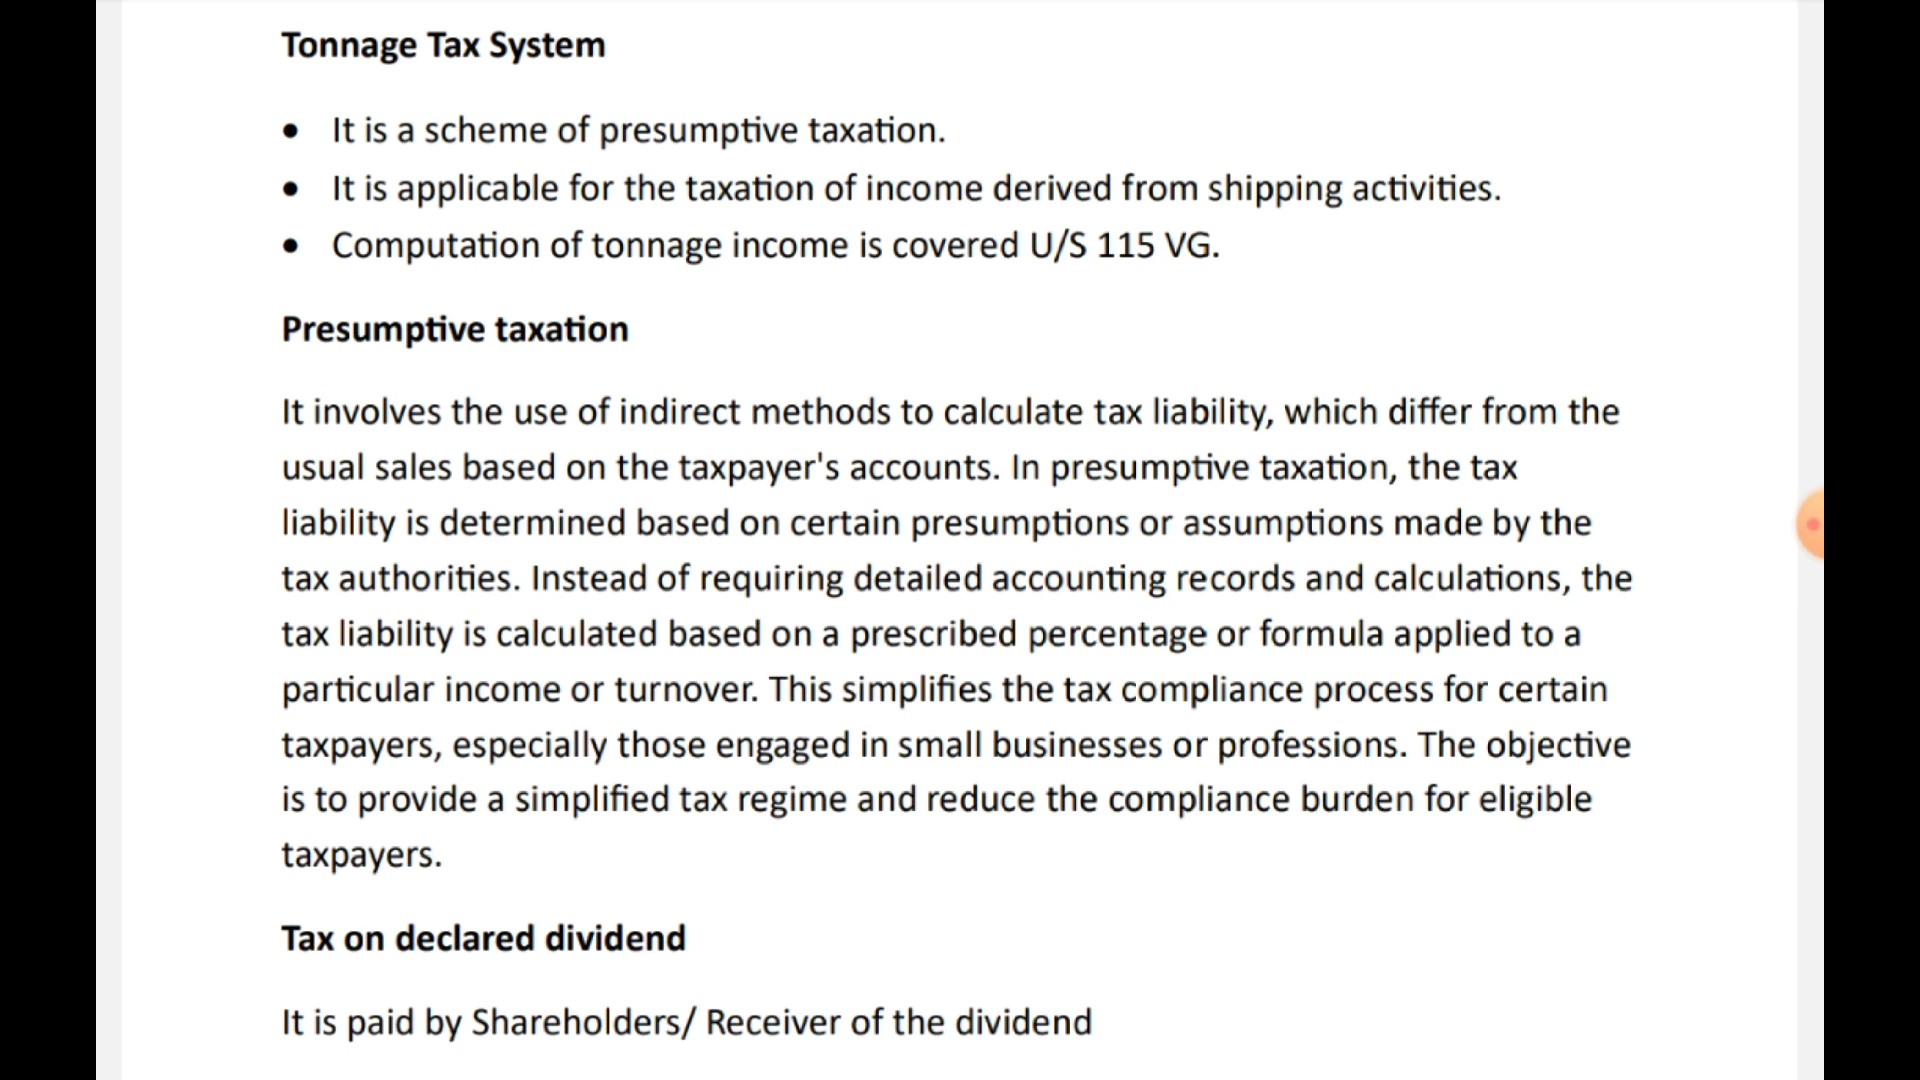 Tonnage Tax System
• It is a scheme of presumptive taxation.
• It is applicable for the taxation of income derived from shipping activities.
• Computation of tonnage income is covered U/S 115 VG.
Presumptive taxation
It involves the use of indirect methods to calculate tax liability, which differ from the
usual sales based on the taxpayer's accounts. In presumptive taxation, the tax
liability is determined based on certain presumptions or assumptions made by the
tax authorities. Instead of requiring detailed accounting records and calculations, the
tax liability is calculated based on a prescribed percentage or formula applied to a
particular income or turnover. This simplifies the tax compliance process for certain
taxpayers, especially those engaged in small businesses or professions. The objective
is to provide a simplified tax regime and reduce the compliance burden for eligible
taxpayers.
Tax on declared dividend
It is paid by Shareholders/ Receiver of the dividend